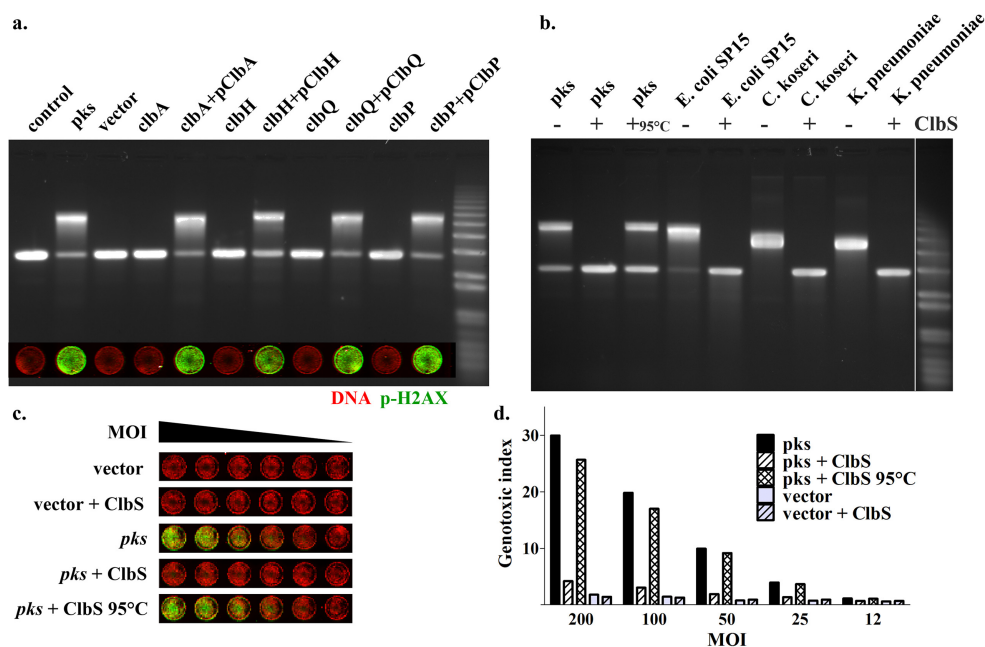 a.
control
pks
vector
clbA
clbA+pClbA
clbH
clbH+pClbH
clbQ
clbQ+pClbQ
clbP
clbP+pClbP
DNA p-H2AX
b.
pks
pks
pks
E. coli SP15
E. coli SP15
C. koseri
C. koseri
K. pneumoniae
K. pneumoniae
- + +95°C - + - + - + ClbS
c.
MOI
vector
vector + ClbS
pks
pks + ClbS
pks + ClbS 95°C
d.
Genotoxic index
30
20
10
pks
pks + ClbS
pks + ClbS 95°C
vector
vector + ClbS
200 100 50 25 12
MOI